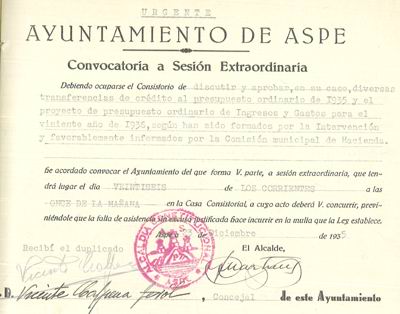 URGENTE
AYUNTAMIENTO DE ASPE
Convocatoria a Sesión Extraordinaria
Debiendo ocuparse el Consistorio de discutir y aprobar, en su caso, diversas
transferencias de crédito al presupuesto ordinario de 1935 y el
proyecto de presupuesto ordinario de Ingresos y Gastos para el
viniente año de 1936, según han sido formados por la Intervención
y favorablemente informados por la Comisión municipal de Hacienda.
he acordado convocar el Ayuntamiento del que forma V. parte, a sesión extraordinaria, que ten-
drá lugar el día VEINTISEIS de LOS CORRIENTES a las
ONCE DE LA MAÑANA en la Casa Consistorial, a cuyo acto deberá V. concurrir, previ-
niéndole que la falta de asistencia sin excusa justificada hace incurrir en la multa que la Ley establece.
Diciembre de 1935
Recibí el duplicado El Alcalde,
Vicente
D. Vicente , Concejal de este Ayuntamiento